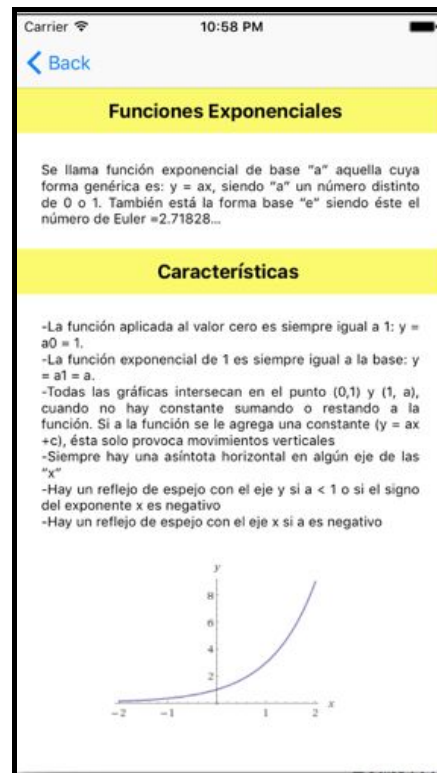 Carrier 10:58 PM
Back
Funciones Exponenciales
Se llama función exponencial de base "a" aquella cuya
forma genérica es: y = ax, siendo "a" un número distinto
de 0 o 1. También está la forma base "e" siendo éste el
número de Euler =2.71828...
Características
-La función aplicada al valor cero es siempre igual a 1: y =
a0 = 1.
-La función exponencial de 1 es siempre igual a la base: y
= a1 = a.
-Todas las gráficas intersecan en el punto (0,1) y (1, a),
cuando no hay constante sumando o restando a la
función. Si a la función se le agrega una constante (y = ax
+c), ésta solo provoca movimientos verticales
-Siempre hay una asíntota horizontal en algún eje de las
"x"
-Hay un reflejo de espejo con el eje y si a < 1 o si el signo
del exponente x es negativo
-Hay un reflejo de espejo con el eje x si a es negativo
y
8
6
4
2
-2 -1 1 2 x